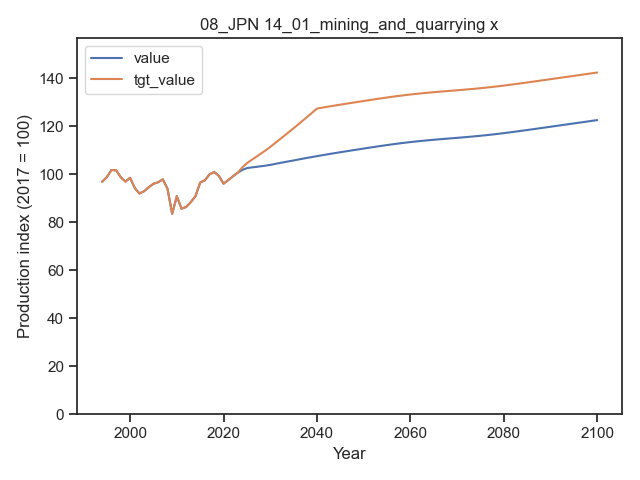 08_JPN 14_01_mining_and_quarrying x
value
tgt_value
Production index (2017 = 100)
140
120
100
80
60
40
20
0
2000 2020 2040 2060 2080 2100
Year